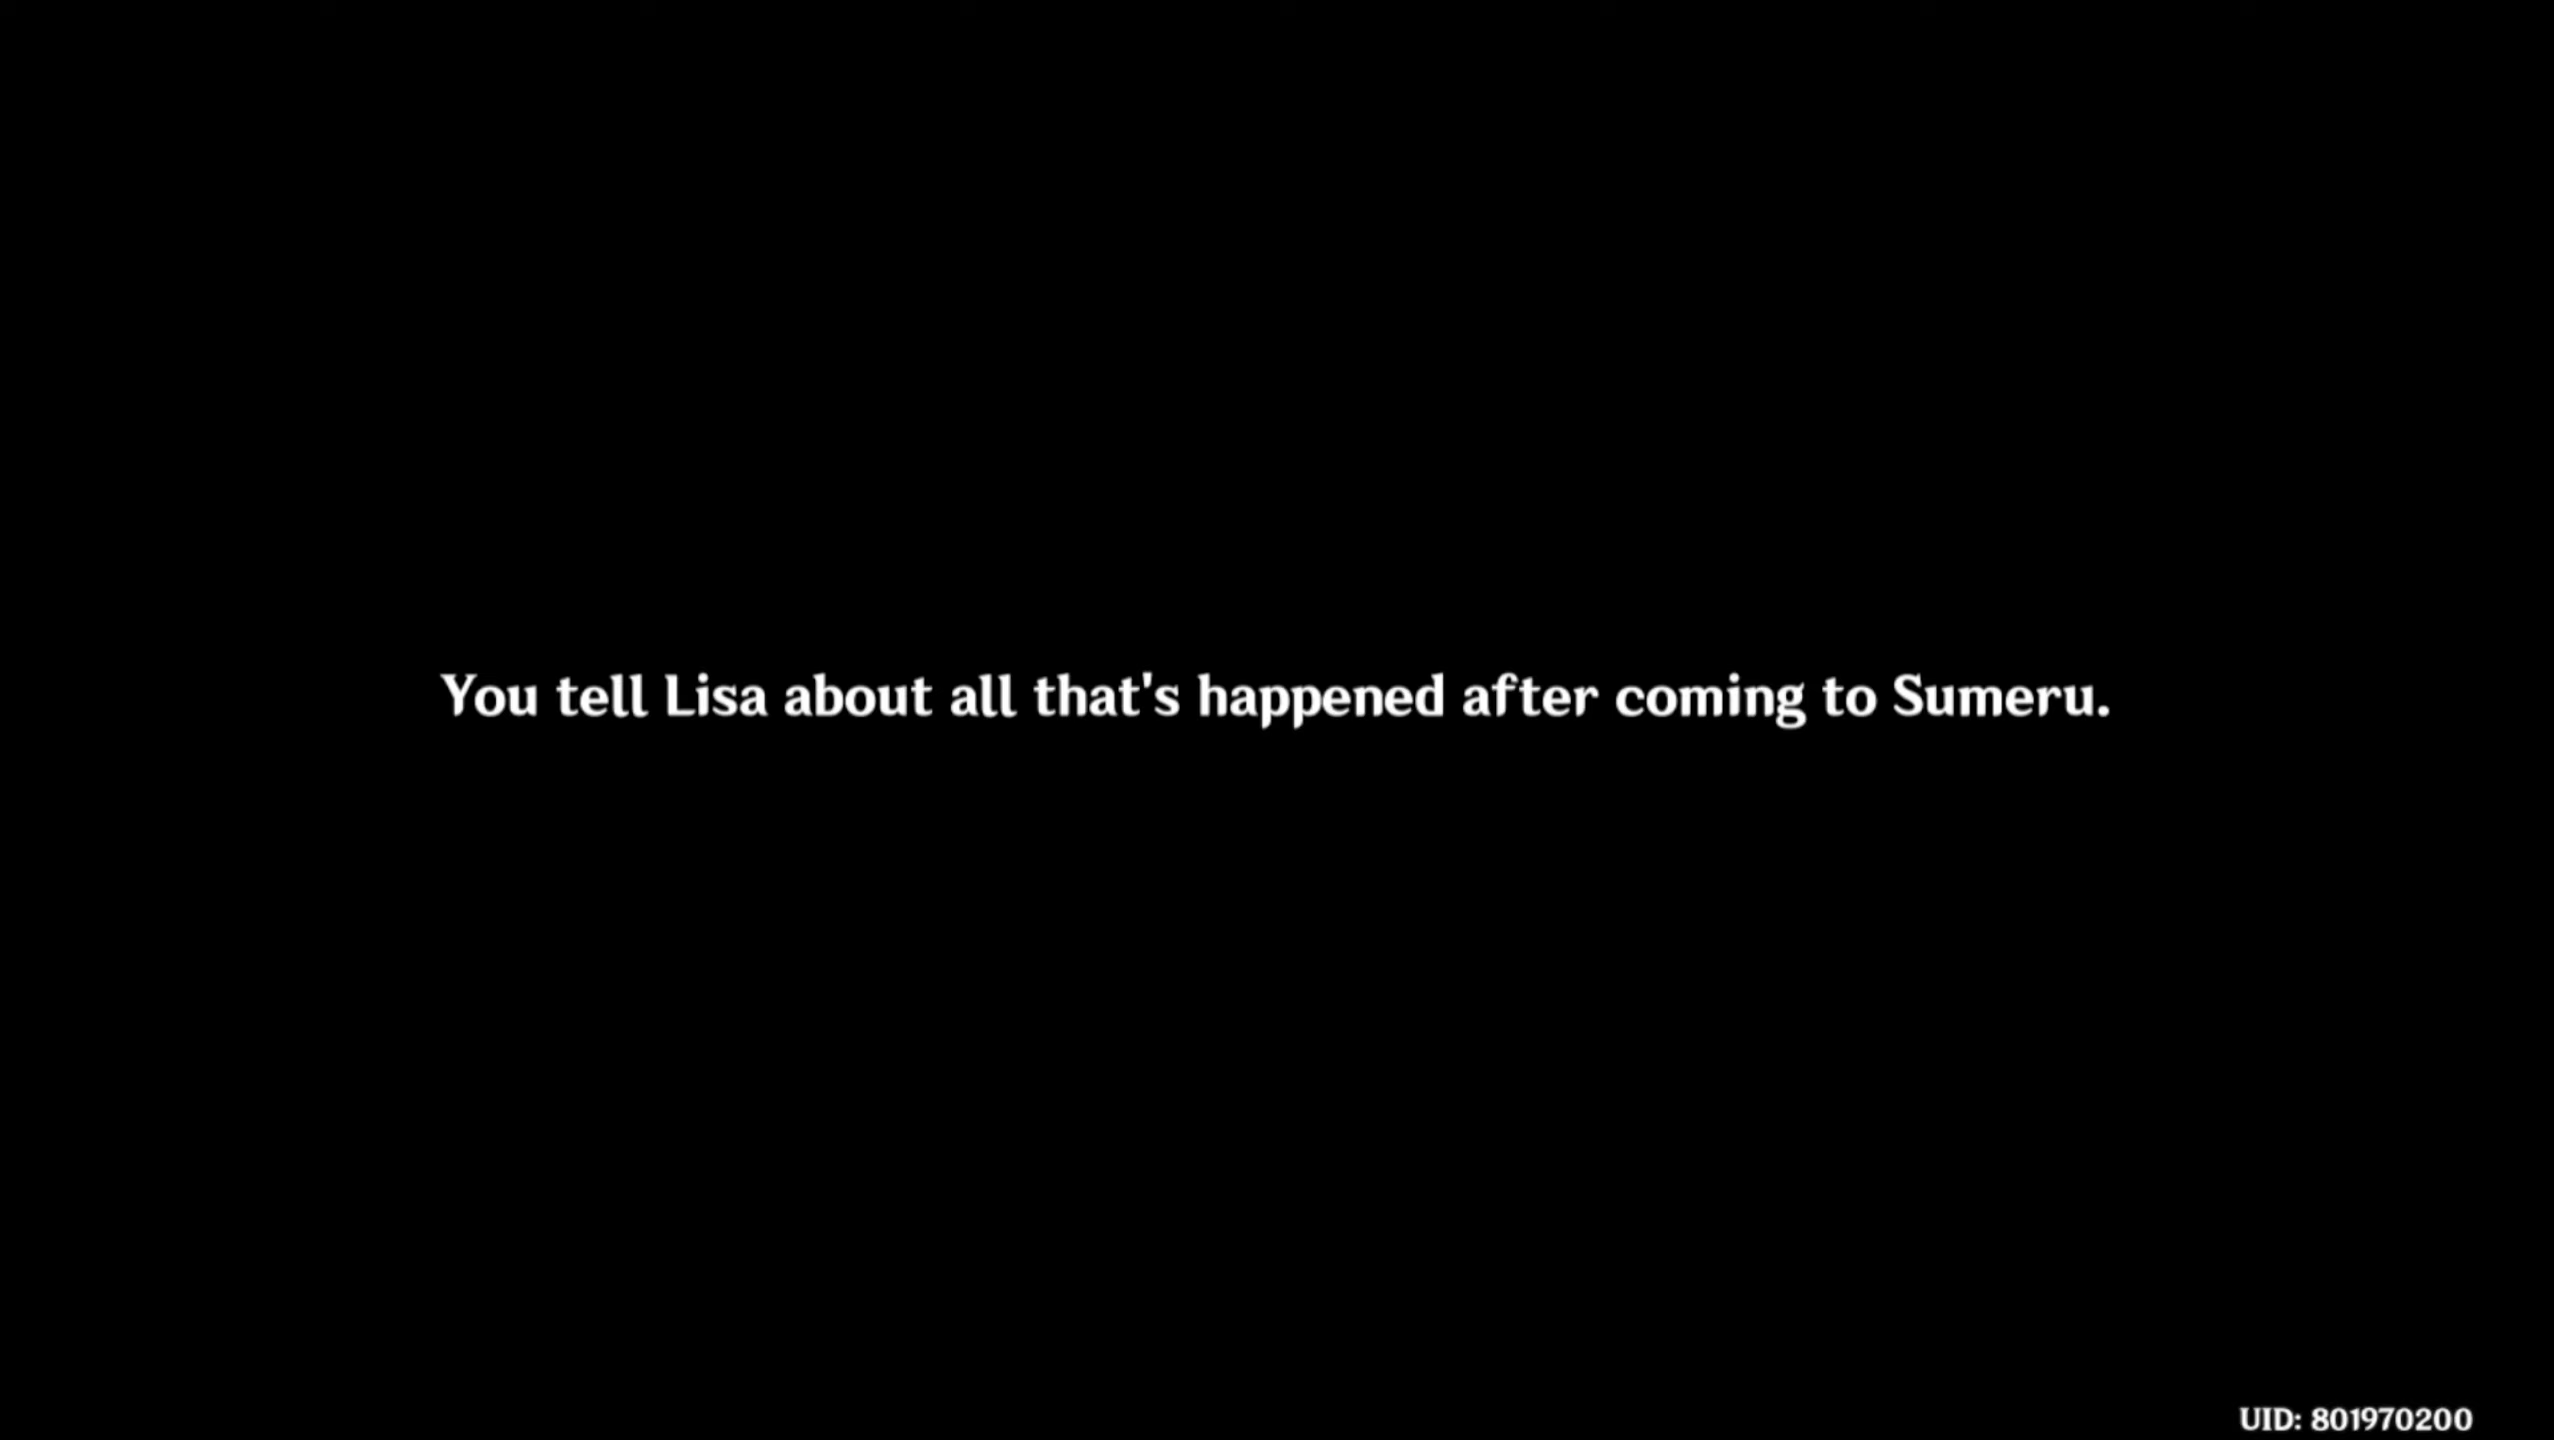 You tell Lisa about all that's happened after coming to Sumeru.
UID: 801970200